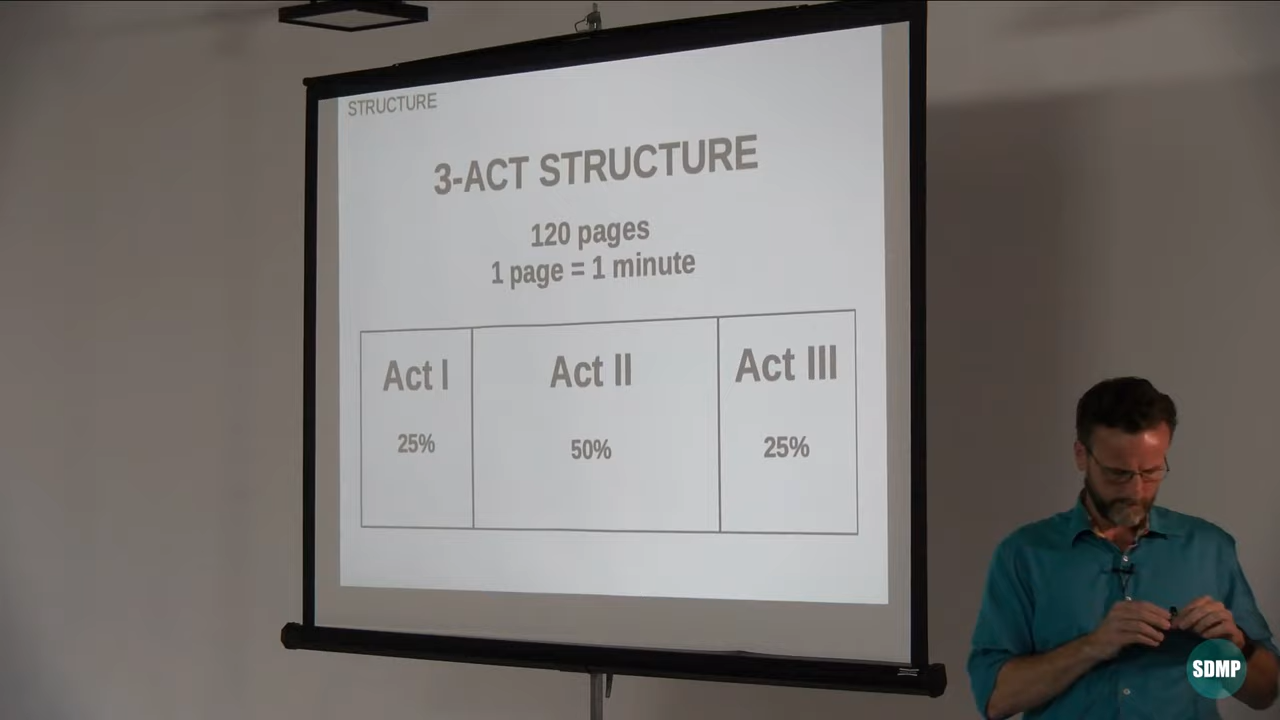 STRUCTURE
3-ACT STRUCTURE
120 pages
1 page = 1 minute
Act I
Act II
Act III
25%
50%
25%
SDMP